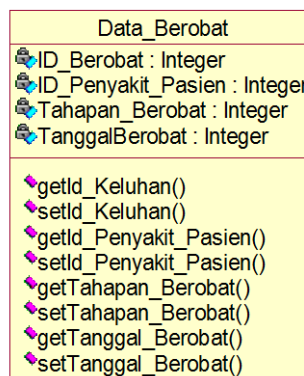 Data_Berobat
ID_Berobat : Integer
ID_Penyakit_Pasien : Integer
Tahapan_Berobat : Integer
TanggalBerobat : Integer
getId_Keluhan()
setId_Keluhan()
getId_Penyakit_Pasien()
setId_Penyakit_Pasien()
getTahapan_Berobat()
setTahapan_Berobat()
getTanggal_Berobat()
setTanggal_Berobat()